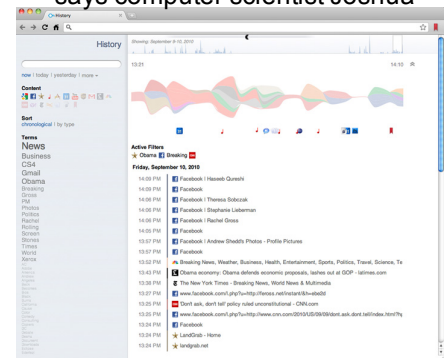 says computer scientist Joshua
History
History
Showing: September 9-10, 2010
now | today | yesterday | more
13:31
14:10
Content
Sort
chronological | by type
Terms
News
Business
CS4
Gmail
Obama
Breaking
Gross
PM
Photos
Politics
Rachel
Rolling
Screen
Stones
Times
World
Xerox
Active Filters
Obama Breaking
Friday, September 10, 2010
14:09 PM Facebook | Haseeb Qureshi
14:09 PM Facebook
14:08 PM Facebook | Theresa Sobczak
14:06 PM Facebook | Stephanie Lieberman
14:06 PM Facebook | Rachel Gross
14:05 PM Facebook
13:57 PM Facebook | Andrew Shedd's Photos - Profile Pictures
13:57 PM Facebook
13:52 PM Breaking News, Weather, Business, Health, Entertainment, Sports, Politics, Travel, Science, Te
13:43 PM Obama economy: Obama defends economic proposals, lashes out at GOP - latimes.com
13:38 PM The New York Times - Breaking News, World News & Multimedia
13:27 PM www.facebook.com/l.php?u=http://feross.net/instant/&h=ebe2d
13:25 PM Don't ask, don't tell' policy ruled unconstitutional - CNN.com
13:25 PM www.facebook.com/l.php?u=http://www.cnn.com/2010/US/09/09/dont.ask.dont.tell/index.html?h
13:24 PM Facebook
13:24 PM LandGrab - Home
13:24 PM landgrab.net